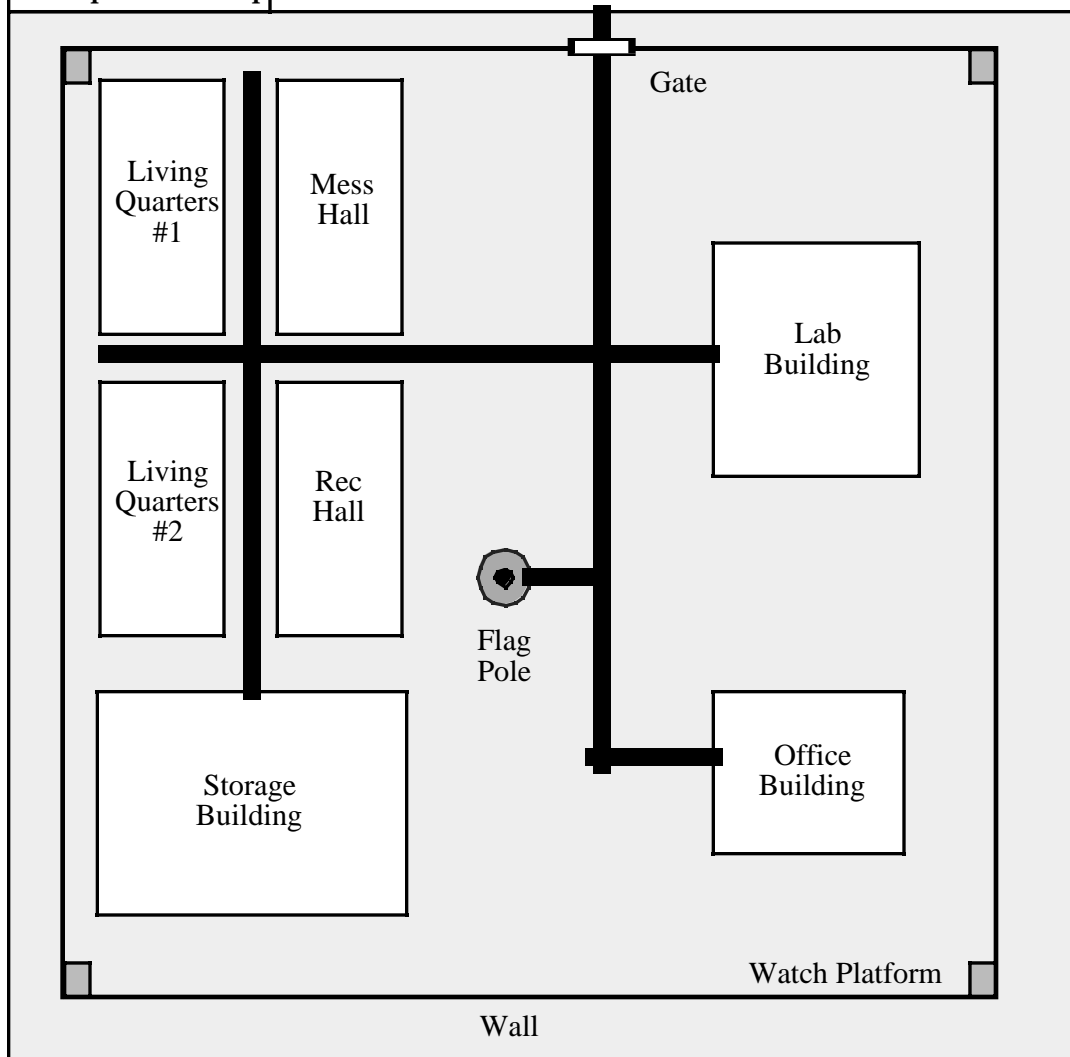 Gate
Living
Quarters
#1
Mess
Hall
Lab
Building
Living
Quarters
#2
Rec
Hall
Flag
Pole
Storage
Building
Office
Building
Watch Platform
Wall